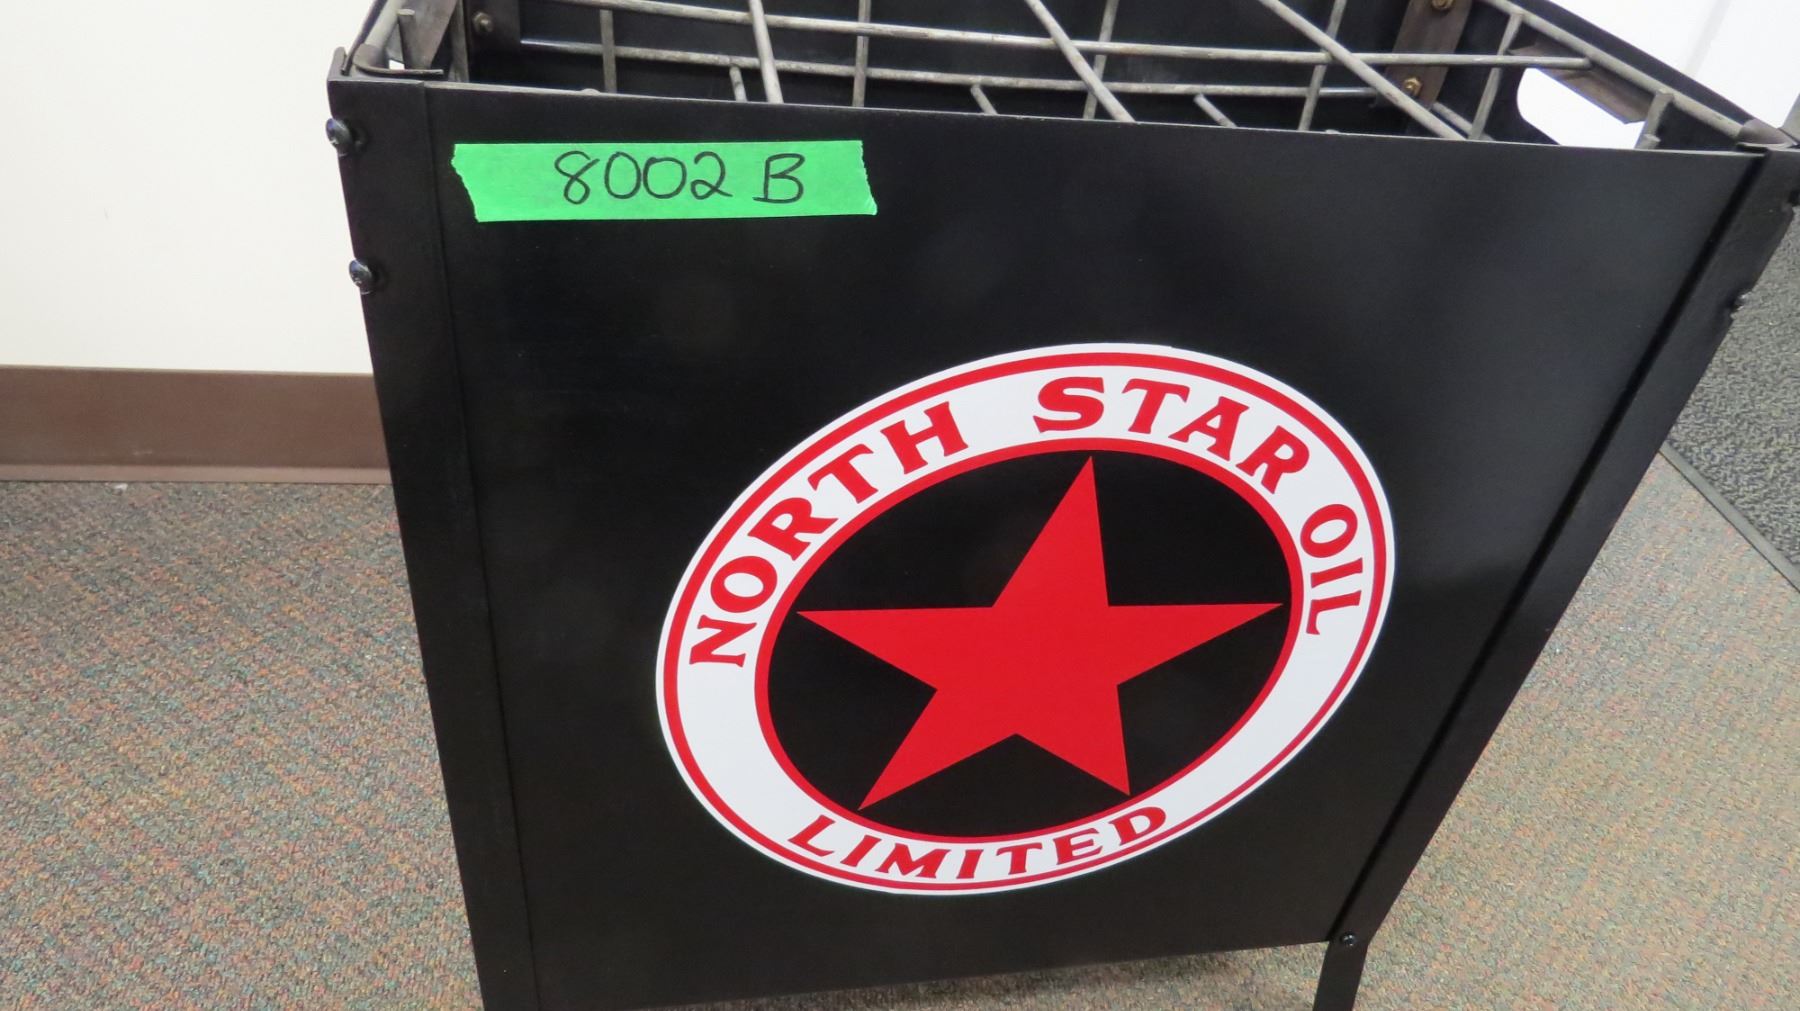 8002 B
NORTH STAR OIL
LIMITED